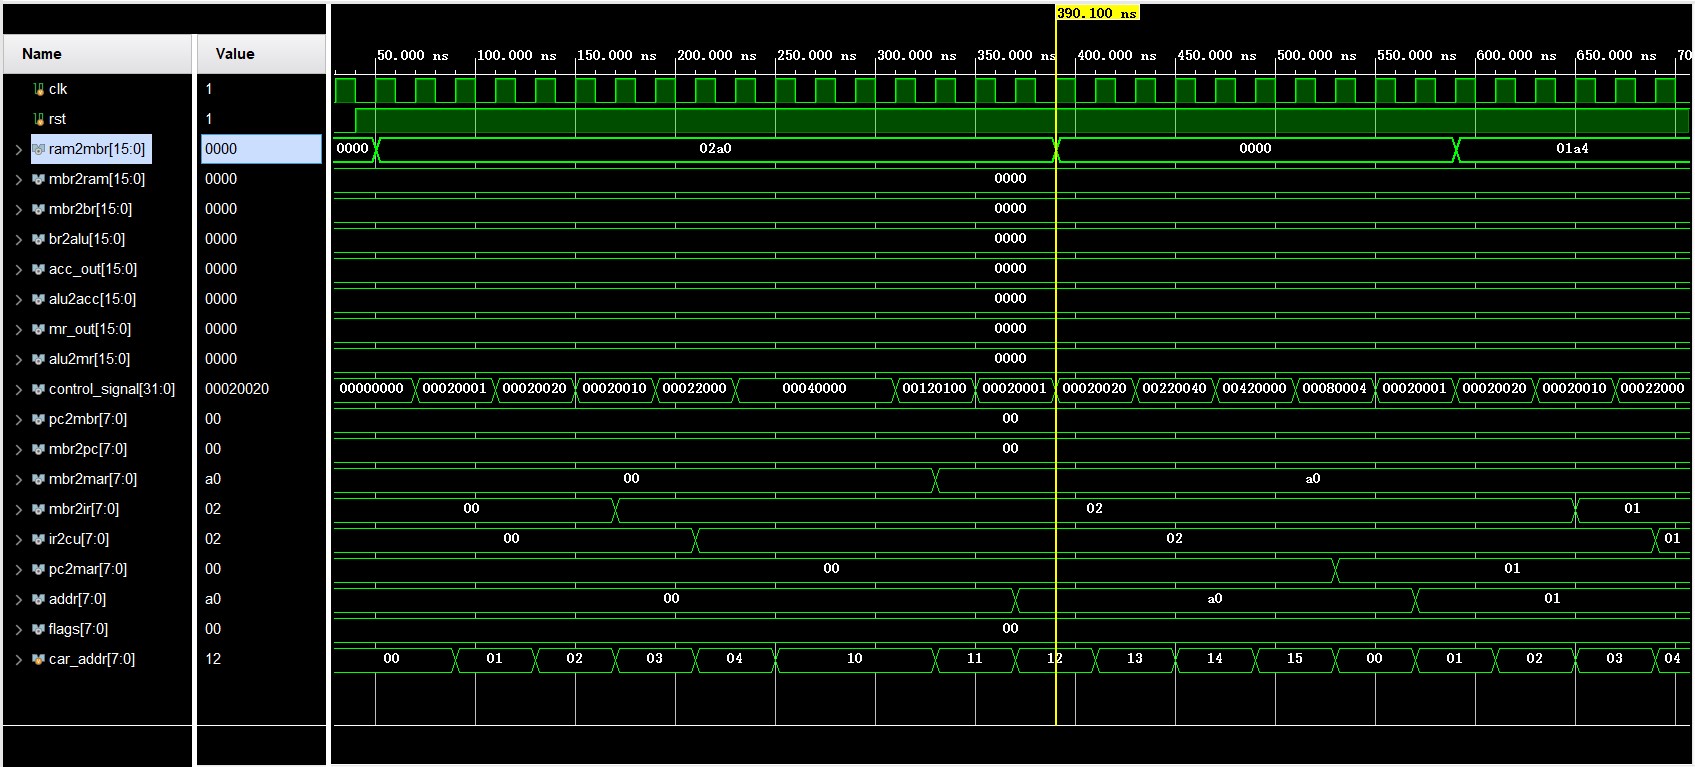 390.100 ns
Name Value 50.000 ns 100.000 ns 150.000 ns 200.000 ns 250.000 ns 300.000 ns 350.000 ns 400.000 ns 450.000 ns 500.000 ns 550.000 ns 600.000 ns 650.000 ns 70
clk 1
rst 1
ram2mbr[15:0] 0000 0000 02a0 0000 01a4
mbr2ram[15:0] 0000 0000
mbr2br[15:0] 0000 0000
br2alu[15:0] 0000 0000
acc_out[15:0] 0000 0000
alu2acc[15:0] 0000 0000
mr_out[15:0] 0000 0000
alu2mr[15:0] 0000 0000
control_signal[31:0] 00020020 00000000 00020001 00020020 00020010 00022000 00040000 00120100 00020001 00020020 00220040 00420000 00080004 00020001 00020020 00020010 00022000
pc2mbr[7:0] 00 00
mbr2pc[7:0] 00 00
mbr2mar[7:0] a0 00 a0
mbr2ir[7:0] 02 00 02 01
ir2cu[7:0] 02 00 02 01
pc2mar[7:0] 00 00 01
addr[7:0] a0 00 a0 01
flags[7:0] 00 00
car_addr[7:0] 12 00 01 02 03 04 10 11 12 13 14 15 00 01 02 03 04